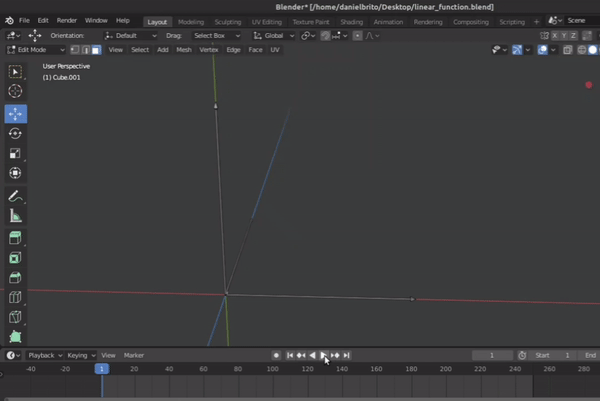 Blender* [/home/danielbrito/Desktop/linear_function.blend]
File Edit Render Window Help Layout Modeling Sculpting UV Editing Texture Paint Shading Animation Rendering Compositing Scripting Scene
Orientation: Default Drag: Select Box Global X Y Z
Edit Mode View Select Add Mesh Vertex Edge Face UV
User Perspective
(1) Cube.001
Playback Keying View Marker 1 Start 1 End
-40 -20 1 20 40 60 80 100 120 140 160 180 200 220 240 260 280